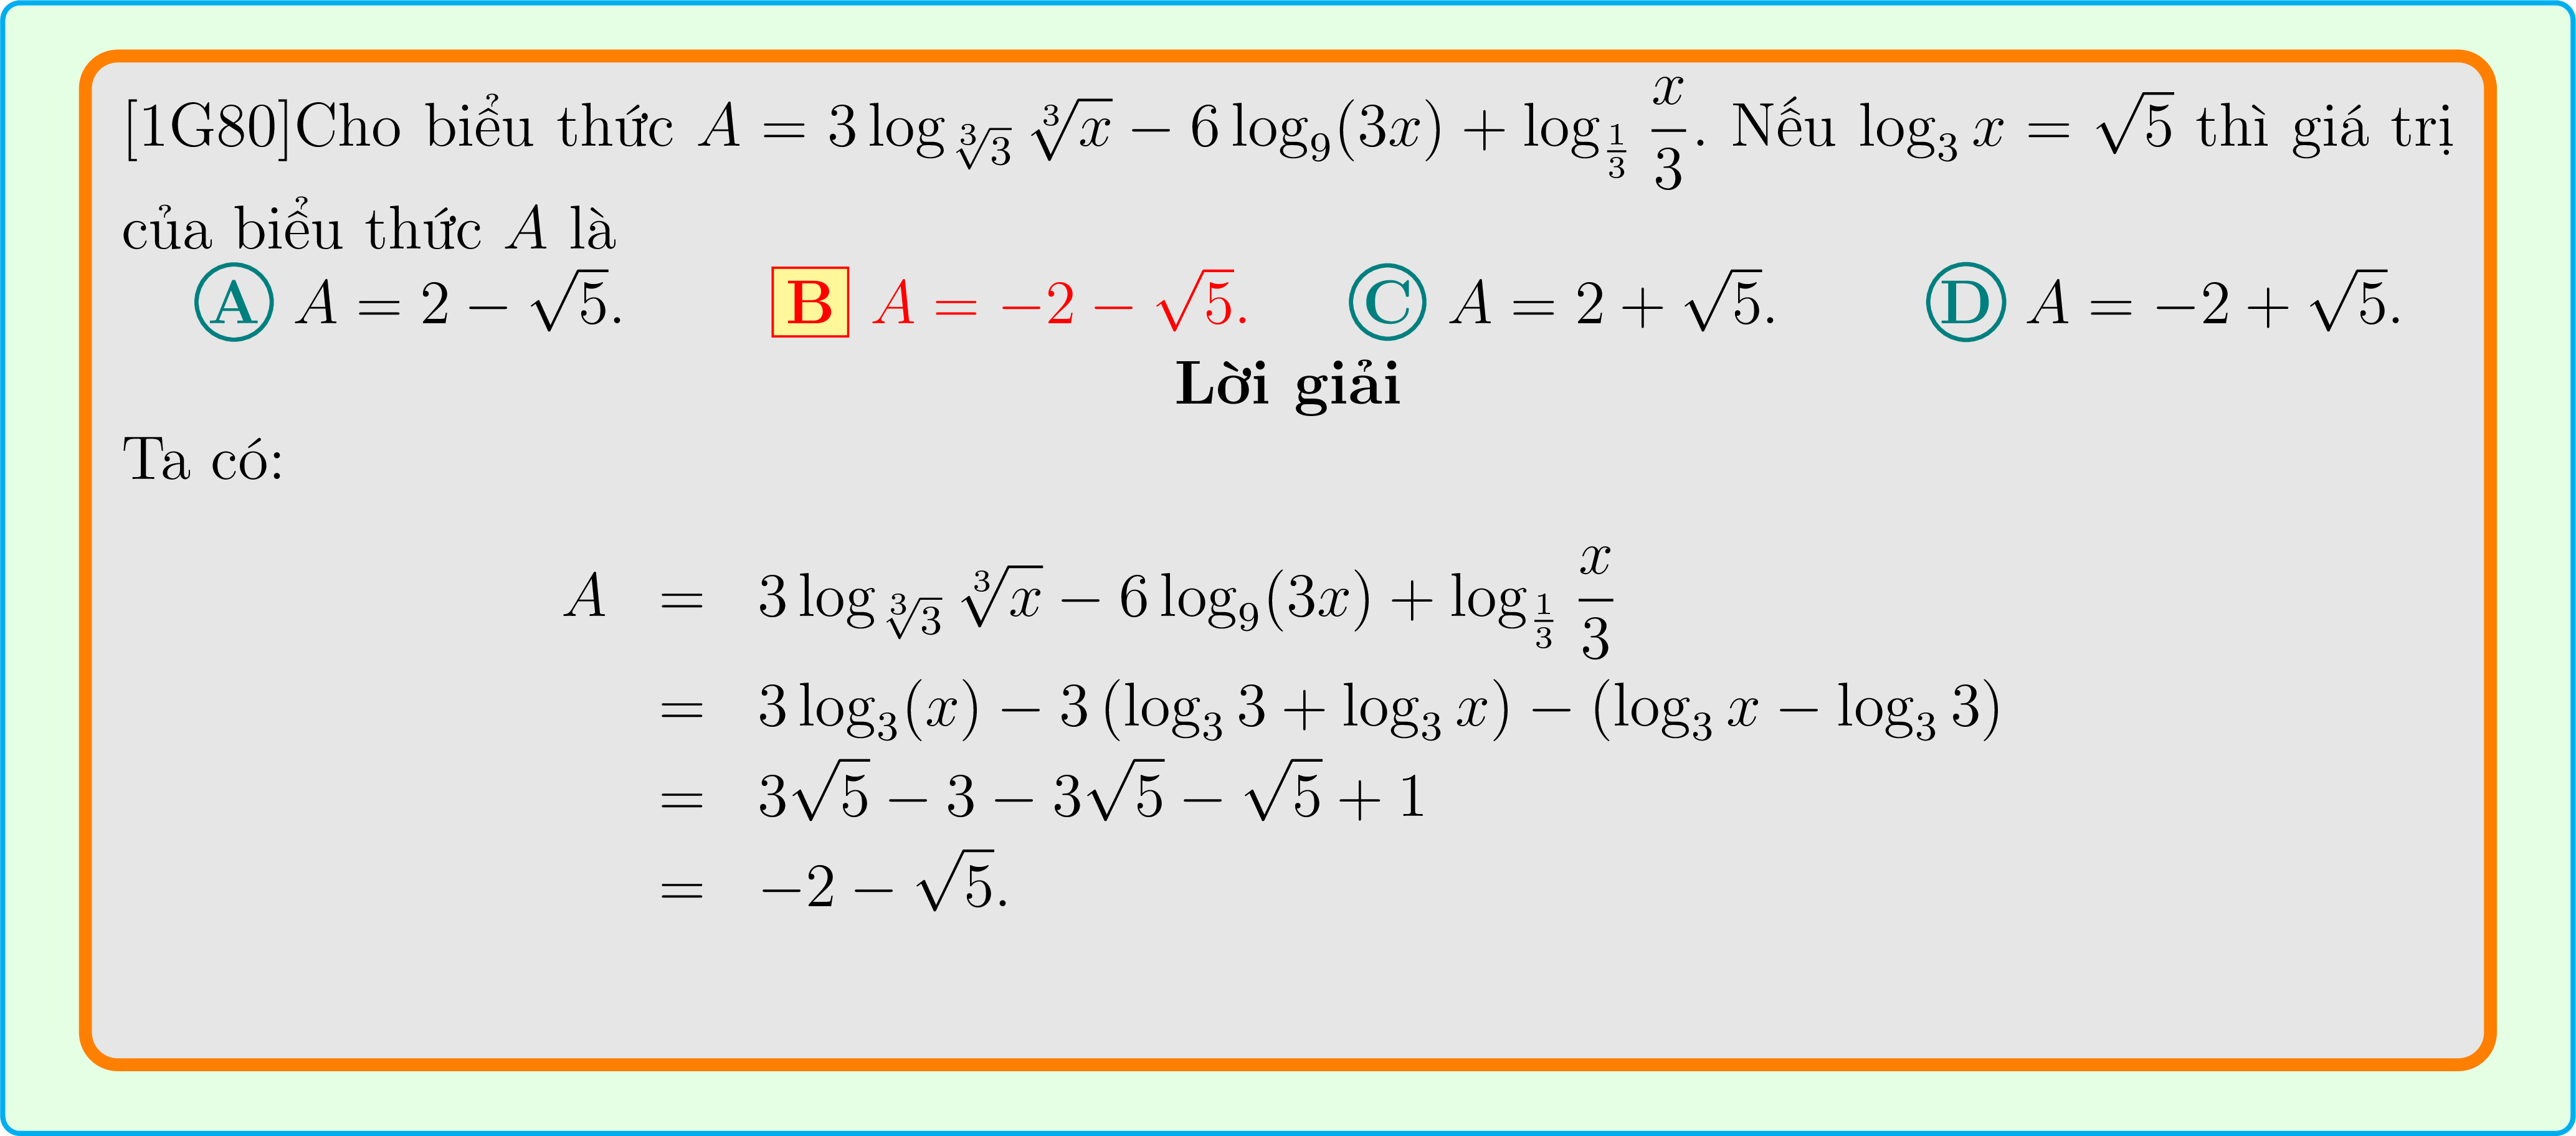 [1G80]Cho biểu thức $A = 3\log_{\sqrt[3]{3}} \sqrt[3]{x} - 6\log_9(3x) + \log_{\frac{1}{3}} \dfrac{x}{3}$. Nếu $\log_3 x = \sqrt{5}$ thì giá trị
của biểu thức $A$ là
A $A = 2 - \sqrt{5}$. B $A = -2 - \sqrt{5}$. C $A = 2 + \sqrt{5}$. D $A = -2 + \sqrt{5}$.
Lời giải
Ta có:
$A = 3\log_{\sqrt[3]{3}} \sqrt[3]{x} - 6\log_9(3x) + \log_{\frac{1}{3}} \dfrac{x}{3}$
$= 3\log_3(x) - 3(\log_3 3 + \log_3 x) - (\log_3 x - \log_3 3)$
$= 3\sqrt{5} - 3 - 3\sqrt{5} - \sqrt{5} + 1$
$= -2 - \sqrt{5}.$